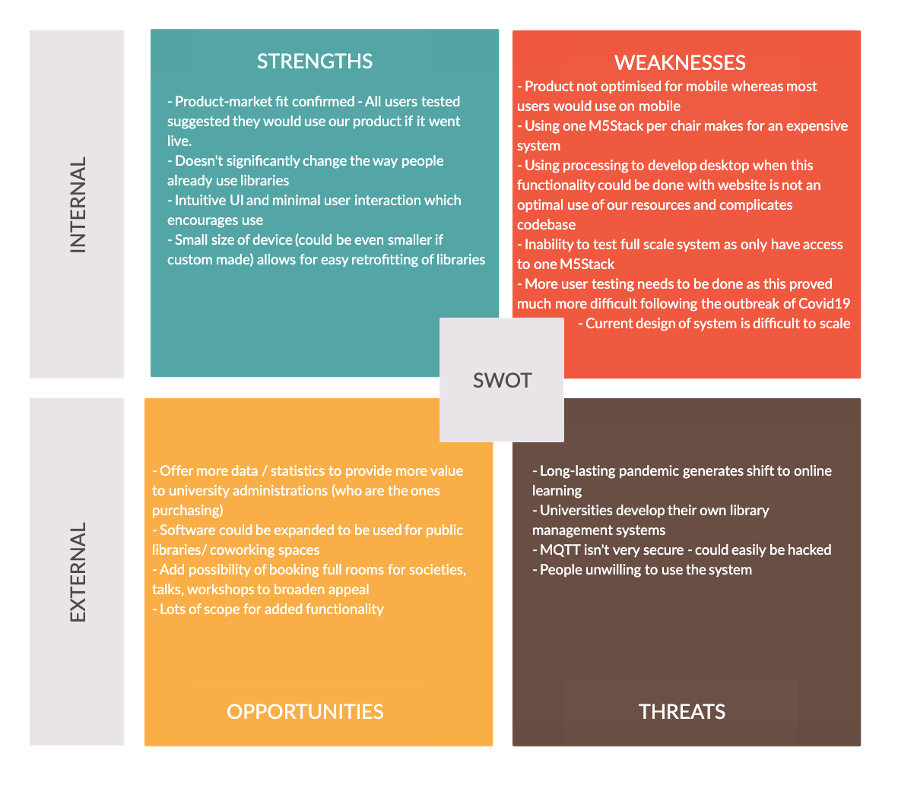 INTERNAL
STRENGTHS
- Product-market fit confirmed - All users tested
suggested they would use our product if it went
live.
- Doesn't significantly change the way people
already use libraries
- Intuitive UI and minimal user interaction which
encourages use
- Small size of device (could be even smaller if
custom made) allows for easy retrofitting of libraries
WEAKNESSES
- Product not optimised for mobile whereas most
users would use on mobile
- Using one M5Stack per chair makes for an expensive
system
- Using processing to develop desktop when this
functionality could be done with website is not an
optimal use of our resources and complicates
codebase
- Inability to test full scale system as only have access
to one M5Stack
- More user testing needs to be done as this proved
much more difficult following the outbreak of Covid19
- Current design of system is difficult to scale
SWOT
EXTERNAL
- Offer more data / statistics to provide more value
to university administrations (who are the ones
purchasing)
- Software could be expanded to be used for public
libraries/ coworking spaces
- Add possibility of booking full rooms for societies,
talks, workshops to broaden appeal
- Lots of scope for added functionality
OPPORTUNITIES
- Long-lasting pandemic generates shift to online
learning
- Universities develop their own library
management systems
- MQTT isn't very secure - could easily be hacked
- People unwilling to use the system
THREATS